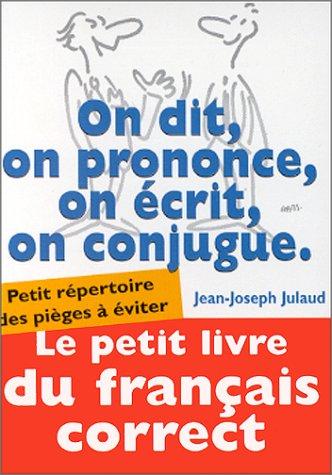 On dit,
on prononce,
on écrit,
on conjugue.
Petit répertoire
des pièges à éviter
Jean-Joseph Julaud
Le petit livre
du français
correct